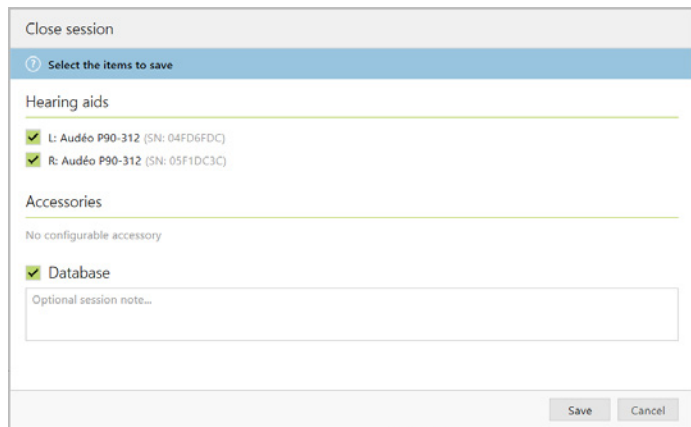 Close session
? Select the items to save
Hearing aids
L: Audéo P90-312 (SN: 04FD6FDC)
R: Audéo P90-312 (SN: 05F1DC3C)
Accessories
No configurable accessory
Database
Optional session note...
Save Cancel